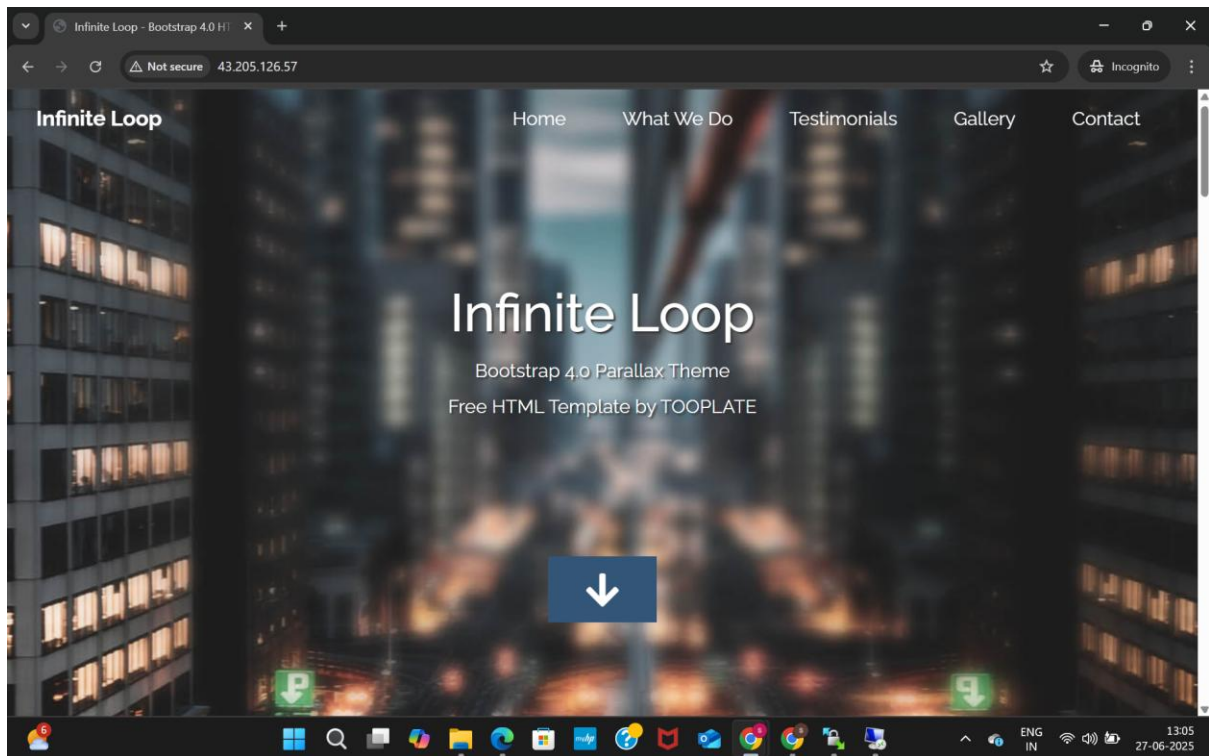 Infinite Loop - Bootstrap 4.0 HT
Not secure 43.205.126.57
Incognito
Infinite Loop Home What We Do Testimonials Gallery Contact
Infinite Loop
Bootstrap 4.0 Parallax Theme
Free HTML Template by TOOPLATE
6
ENG
IN
13:05
27-06-2025